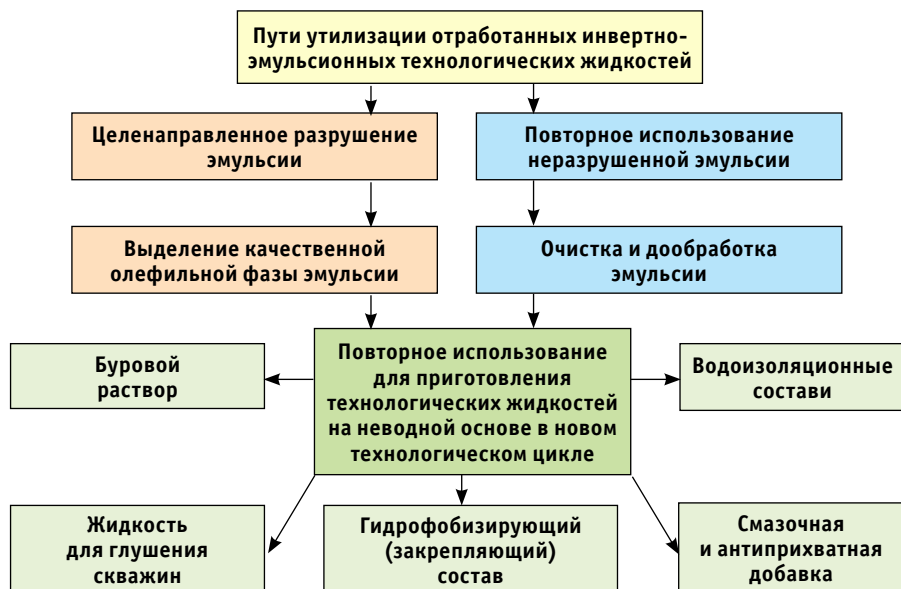 Пути утилизации отработанных инвертно-
эмульсионных технологических жидкостей
Целенаправленное разрушение
эмульсии
Повторное использование
неразрушенной эмульсии
Выделение качественной
олефильной фазы эмульсии
Очистка и дообработка
эмульсии
Буровой
раствор
Повторное использование
для приготовления
технологических жидкостей
на неводной основе в новом
технологическом цикле
Водоизоляционные
состави
Жидкость
для глушения
скважин
Гидрофобизирующий
(закрепляющий)
состав
Смазочная
и антиприхватная
добавка